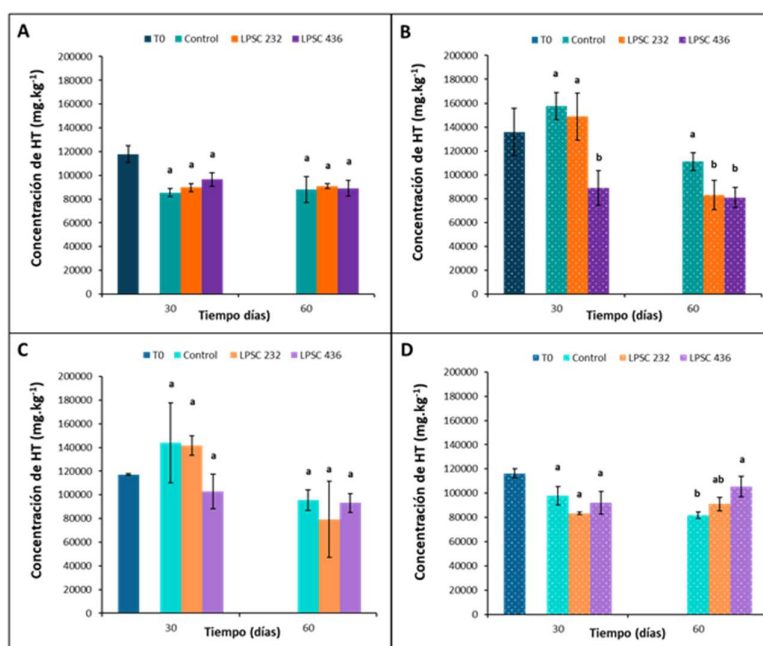 A
T0 Control LPSC 232 LPSC 436
Concentración de HT (mg.kg-1)
200000
180000
160000
140000
120000
100000
80000
60000
40000
20000
0
a a a
a a a
30 60
Tiempo días)
B
T0 Control LPSC 232 LPSC 436
Concentración de HT (mg.kg-1)
200000
180000
160000
140000
120000
100000
80000
60000
40000
20000
0
a a b
a b b
30 60
Tiempo (días)
C
T0 Control LPSC 232 LPSC 436
Concentración de HT (mg.kg-1)
200000
180000
160000
140000
120000
100000
80000
60000
40000
20000
0
a a a
a a a
30 60
Tiempo (días)
D
T0 Control LPSC 232 LPSC 436
Concentración de HT (mg.kg-1)
200000
180000
160000
140000
120000
100000
80000
60000
40000
20000
0
a a a
b ab a
30 60
Tiempo (días)